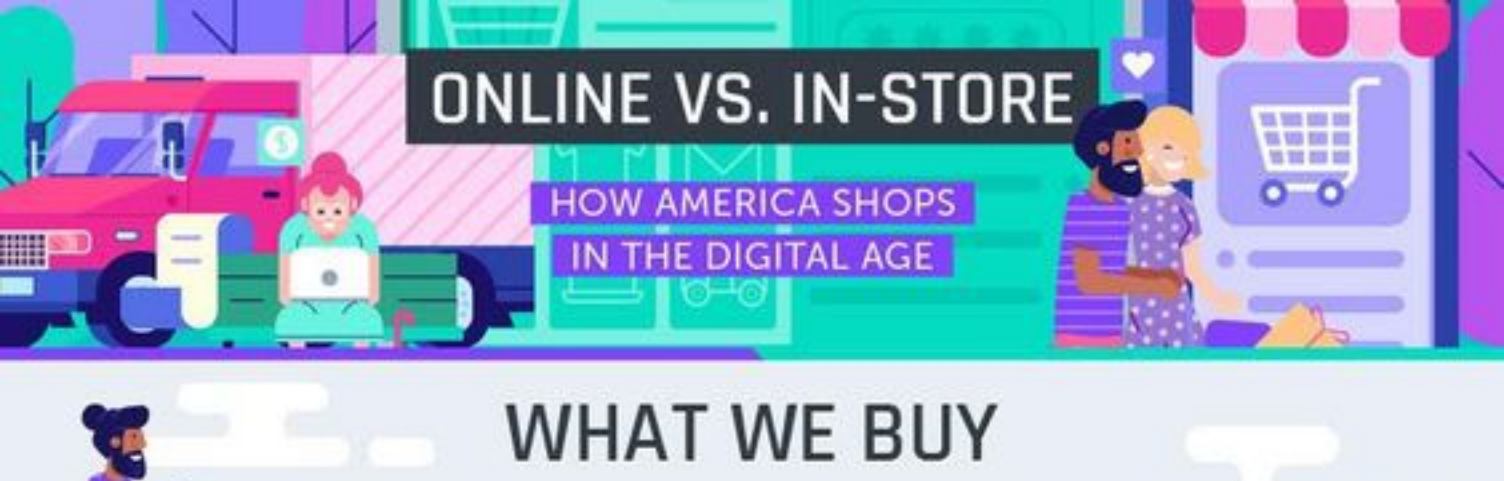 ONLINE VS. IN-STORE
HOW AMERICA SHOPS
IN THE DIGITAL AGE
$
WHAT WE BUY